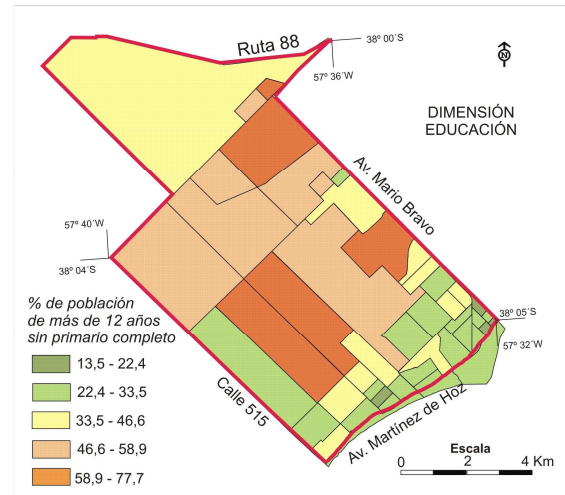 Ruta 88
38º 00´S
57º 36´W
N
DIMENSIÓN
EDUCACIÓN
Av. Mario Bravo
57º 40´W
38º 04´S
% de población
de más de 12 años
sin primario completo
13,5 - 22,4
22,4 - 33,5
33,5 - 46,6
46,6 - 58,9
58,9 - 77,7
Calle 515
38º 05´S
57º 32´W
Av. Martínez de Hoz
Escala
0 2 4 Km